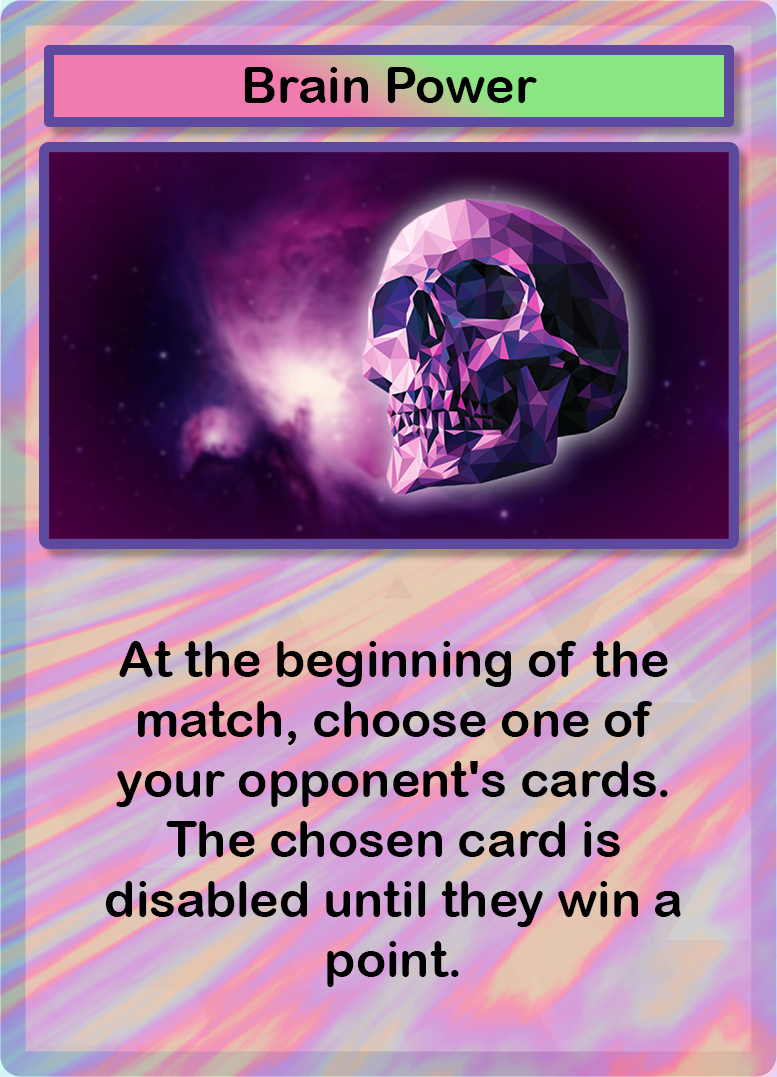 Brain Power
At the beginning of the
match, choose one of
your opponent's cards.
The chosen card is
disabled until they win a
point.